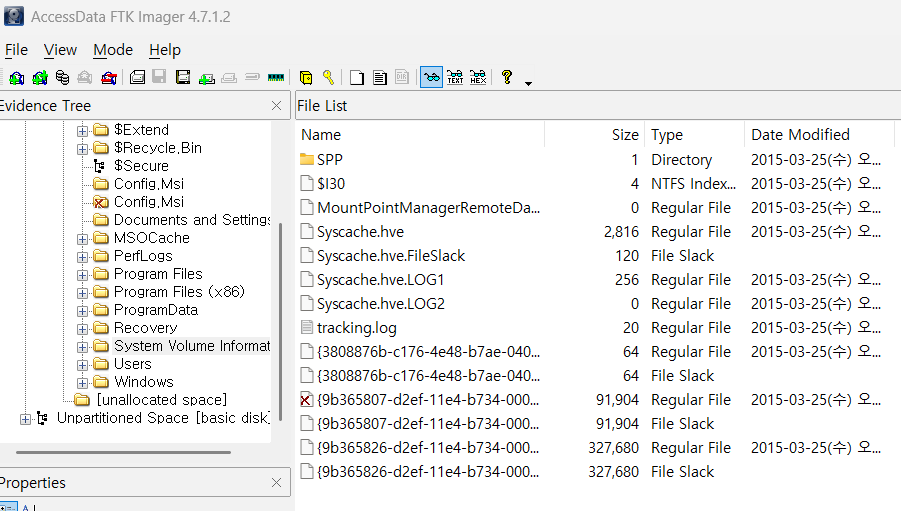 AccessData FTK Imager 4.7.1.2
File View Mode Help
TEXT HEX
Evidence Tree
$Extend
$Recycle.Bin
$Secure
Config.Msi
Config.Msi
Documents and Settings
MSOCache
PerfLogs
Program Files
Program Files (x86)
ProgramData
Recovery
System Volume Informat
Users
Windows
[unallocated space]
Unpartitioned Space [basic disk]
Properties
File List
Name Size Type Date Modified
SPP 1 Directory 2015-03-25(수) 오...
$I30 4 NTFS Index... 2015-03-25(수) 오...
MountPointManagerRemoteDa... 0 Regular File 2015-03-25(수) 오...
Syscache.hve 2,816 Regular File 2015-03-25(수) 오...
Syscache.hve.FileSlack 120 File Slack
Syscache.hve.LOG1 256 Regular File 2015-03-25(수) 오...
Syscache.hve.LOG2 0 Regular File 2015-03-25(수) 오...
tracking.log 20 Regular File 2015-03-25(수) 오...
{3808876b-c176-4e48-b7ae-040... 64 Regular File 2015-03-25(수) 오...
{3808876b-c176-4e48-b7ae-040... 64 File Slack
{9b365807-d2ef-11e4-b734-000... 91,904 Regular File 2015-03-25(수) 오...
{9b365807-d2ef-11e4-b734-000... 91,904 File Slack
{9b365826-d2ef-11e4-b734-000... 327,680 Regular File 2015-03-25(수) 오...
{9b365826-d2ef-11e4-b734-000... 327,680 File Slack